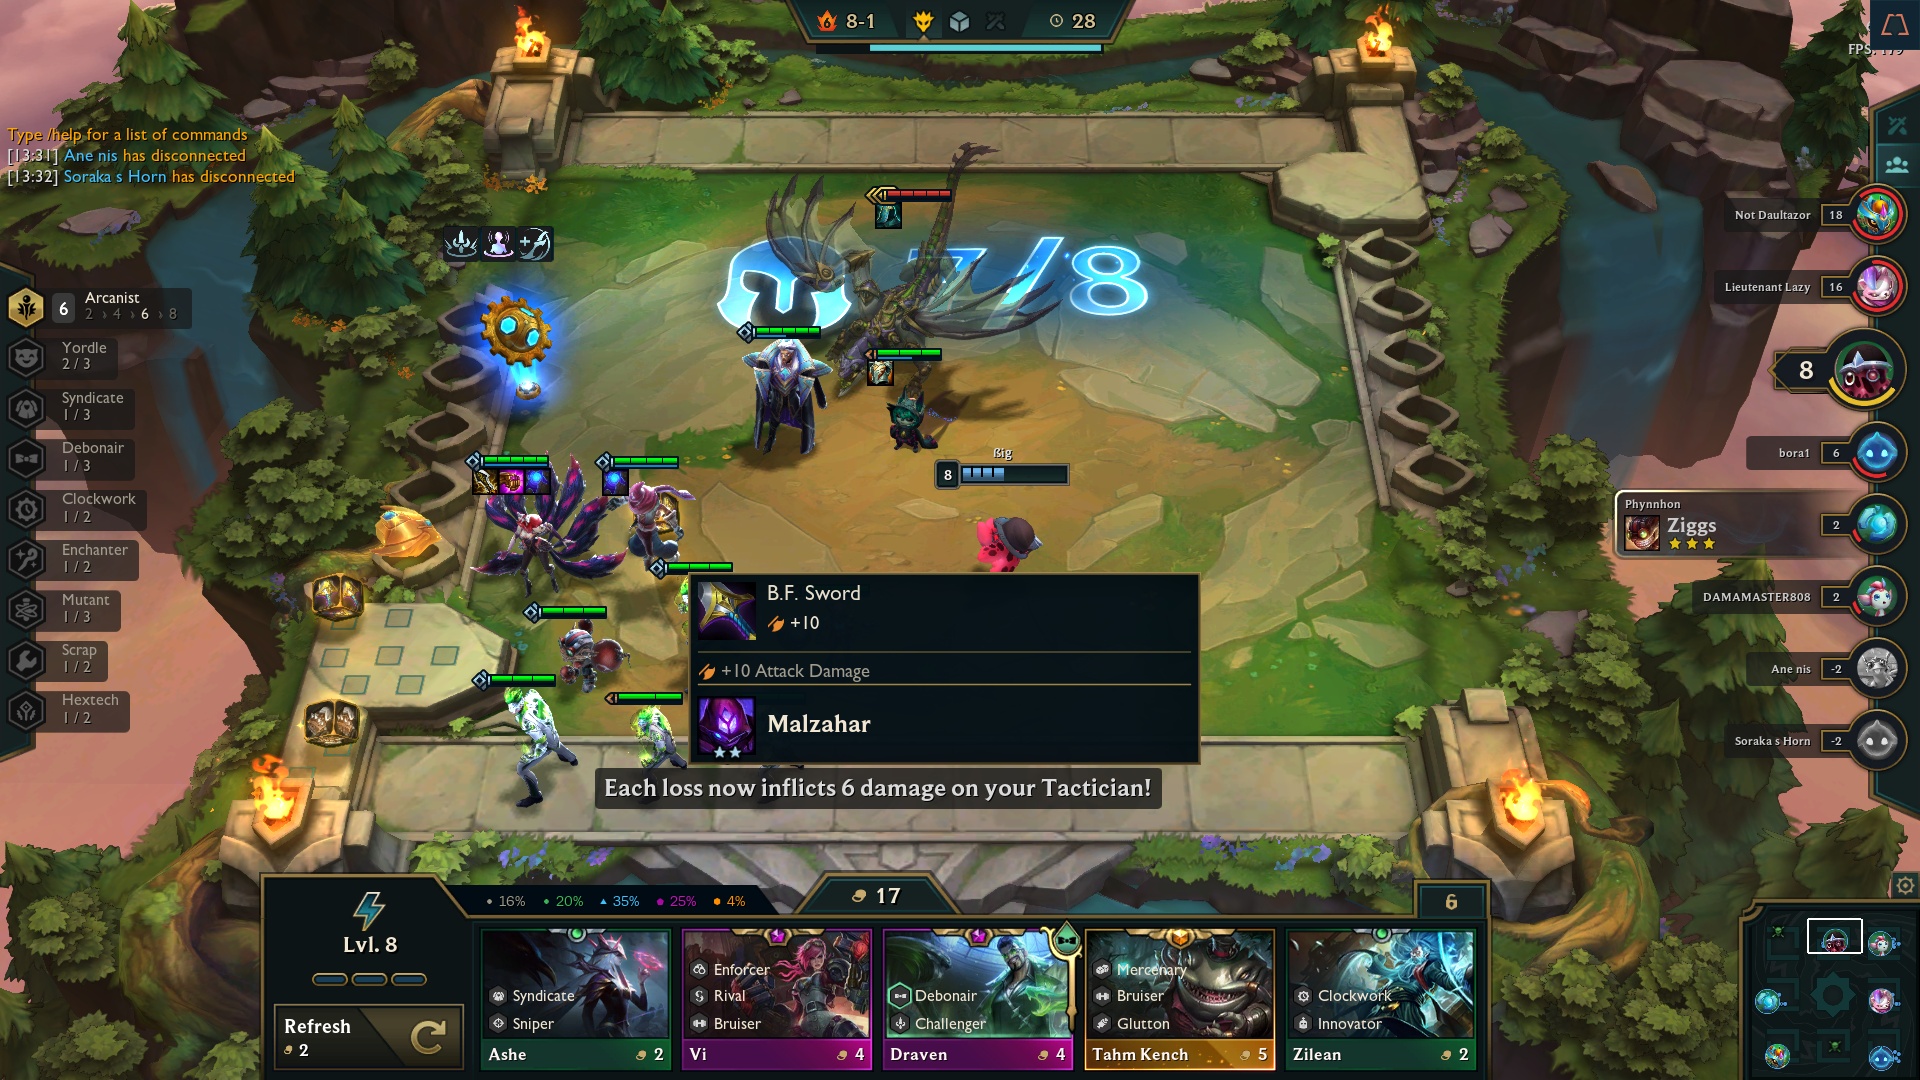 8-1
28
FPS:
Type /help for a list of commands
[13:31] Ane nis has disconnected
[13:32] Soraka s Horn has disconnected
7/8
6
Arcanist
2 › 4 › 6 › 8
Yordle
2 / 3
Syndicate
1 / 3
Debonair
1 / 3
Clockwork
1 / 2
Enchanter
1 / 2
Mutant
1 / 3
Scrap
1 / 2
Hextech
1 / 2
Not Daultazor 18
Lieutenant Lazy 16
8
bora1 6
Phynnhon
Ziggs
2
DAMAMASTER808 2
Ane nis -2
Soraka s Horn -2
8
B.F. Sword
+10
+10 Attack Damage
Malzahar
Each loss now inflicts 6 damage on your Tactician!
Lvl. 8
16% 20% 35% 25% 4%
17
6
Refresh
2
Syndicate
Sniper
Ashe 2
Enforcer
Rival
Bruiser
Vi 4
Debonair
Challenger
Draven 4
Mercenary
Bruiser
Glutton
Tahm Kench 5
Clockwork
Innovator
Zilean 2